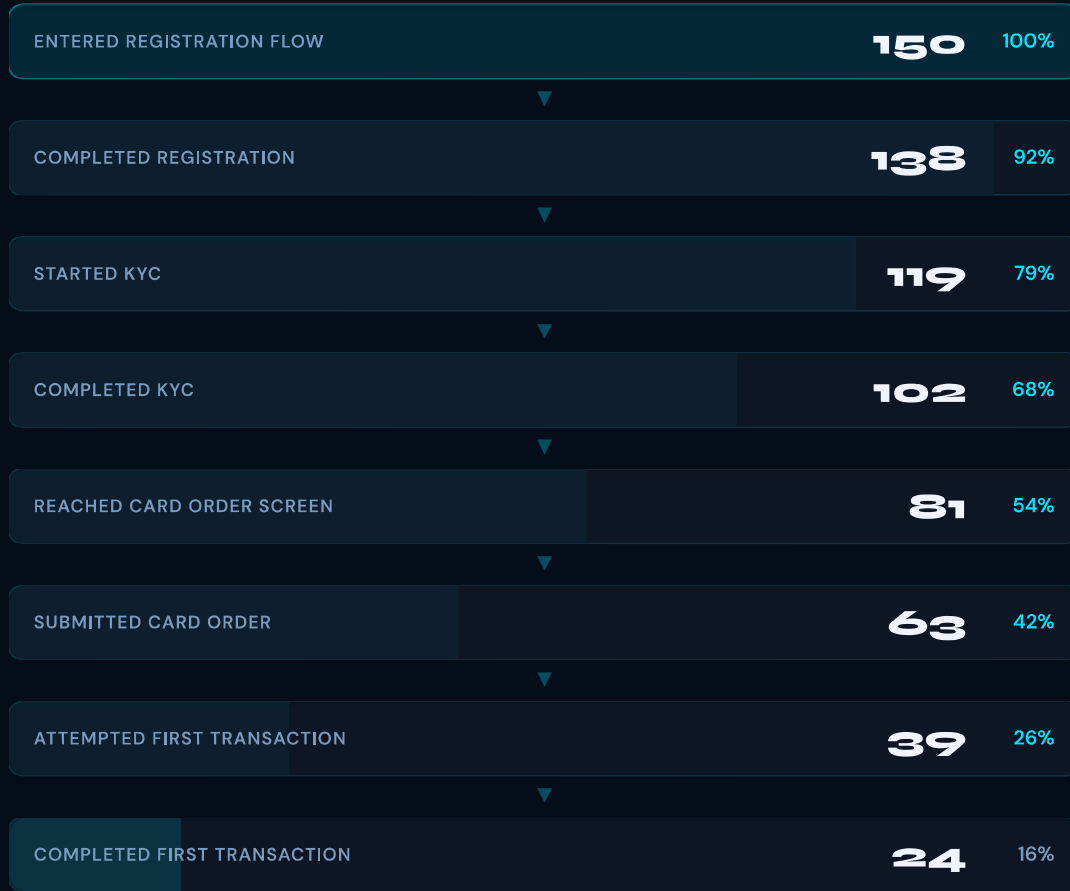 ENTERED REGISTRATION FLOW 150 100%
COMPLETED REGISTRATION 138 92%
STARTED KYC 119 79%
COMPLETED KYC 102 68%
REACHED CARD ORDER SCREEN 81 54%
SUBMITTED CARD ORDER 63 42%
ATTEMPTED FIRST TRANSACTION 39 26%
COMPLETED FIRST TRANSACTION 24 16%